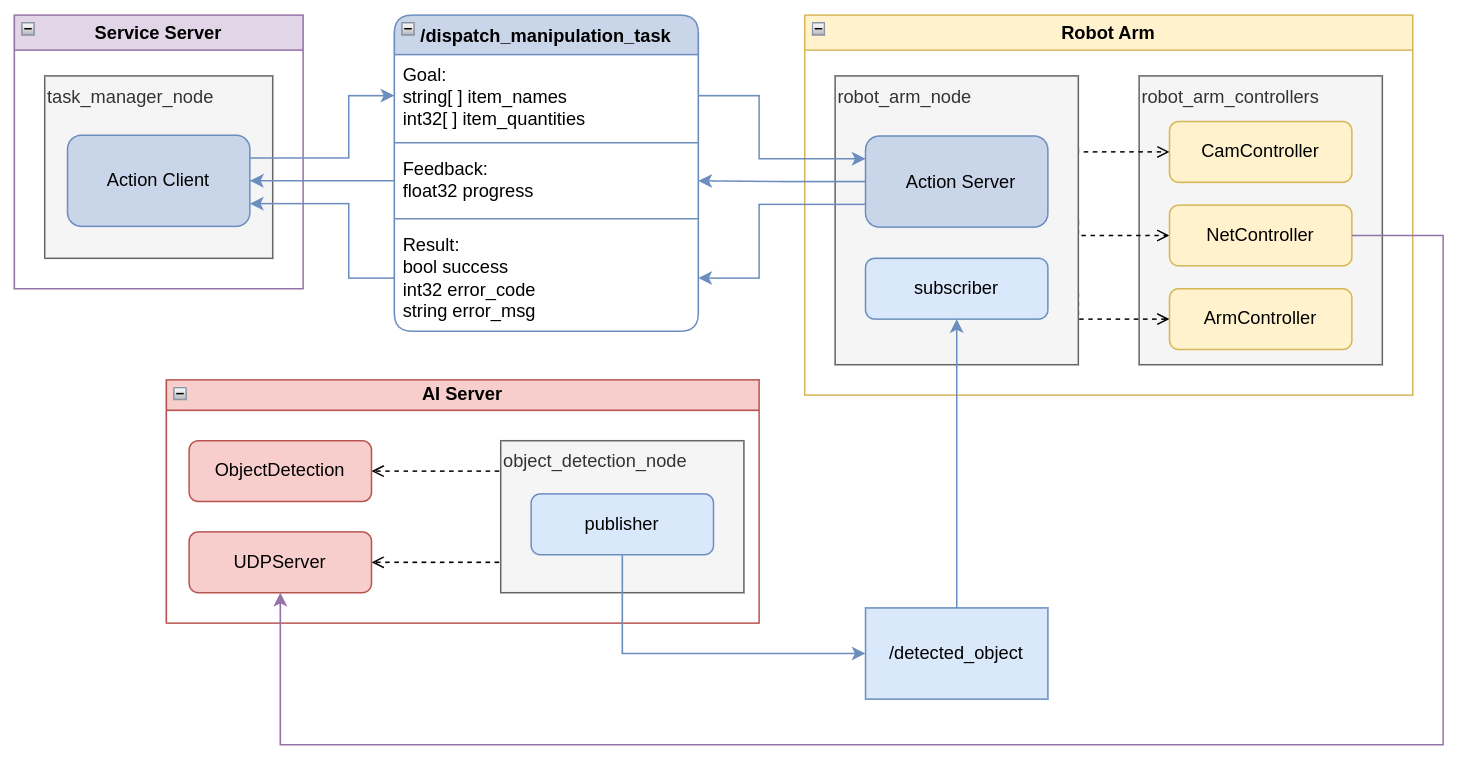 Service Server
task_manager_node
Action Client
/dispatch_manipulation_task
Goal:
string[ ] item_names
int32[ ] item_quantities
Feedback:
float32 progress
Result:
bool success
int32 error_code
string error_msg
Robot Arm
robot_arm_node
Action Server
subscriber
robot_arm_controllers
CamController
NetController
ArmController
AI Server
ObjectDetection
UDPServer
object_detection_node
publisher
/detected_object